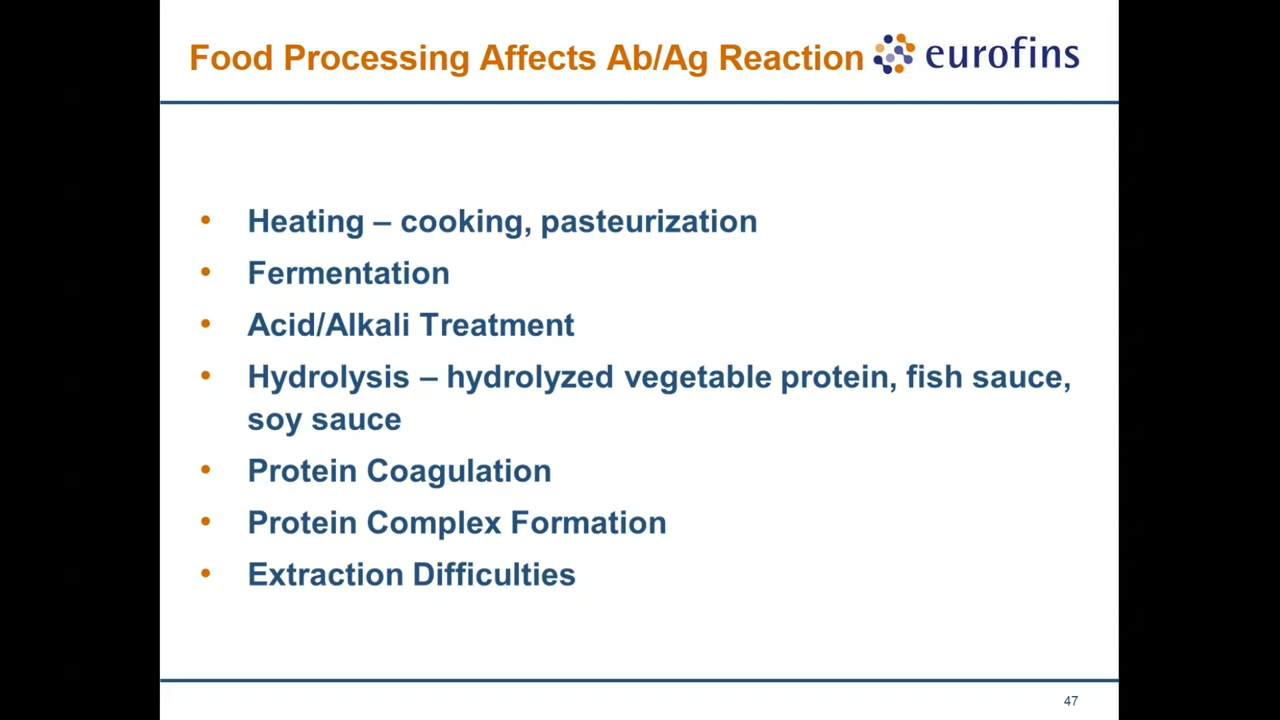 Food Processing Affects Ab/Ag Reaction
eurofins
• Heating – cooking, pasteurization
• Fermentation
• Acid/Alkali Treatment
• Hydrolysis – hydrolyzed vegetable protein, fish sauce,
soy sauce
• Protein Coagulation
• Protein Complex Formation
• Extraction Difficulties
47